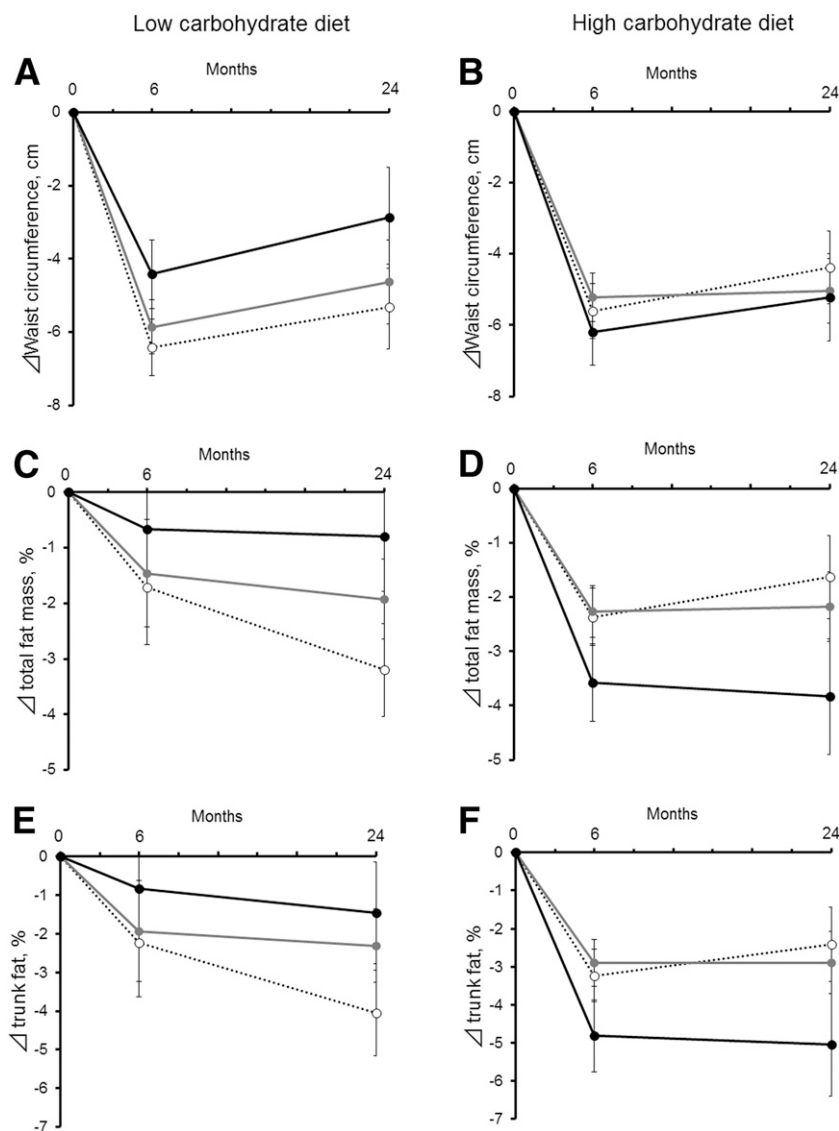 Low carbohydrate diet
High carbohydrate diet
A
Months
0 6 24
0
-2
-4
-6
-8
⊿Waist circumference, cm
B
Months
0 6 24
0
-2
-4
-6
-8
⊿Waist circumference, cm
C
Months
0 6 24
0
-1
-2
-3
-4
-5
⊿ total fat mass, %
D
Months
0 6 24
0
-1
-2
-3
-4
-5
⊿ total fat mass, %
E
Months
0 6 24
0
-1
-2
-3
-4
-5
-6
-7
⊿ trunk fat, %
F
Months
0 6 24
0
-1
-2
-3
-4
-5
-6
-7
⊿ trunk fat, %